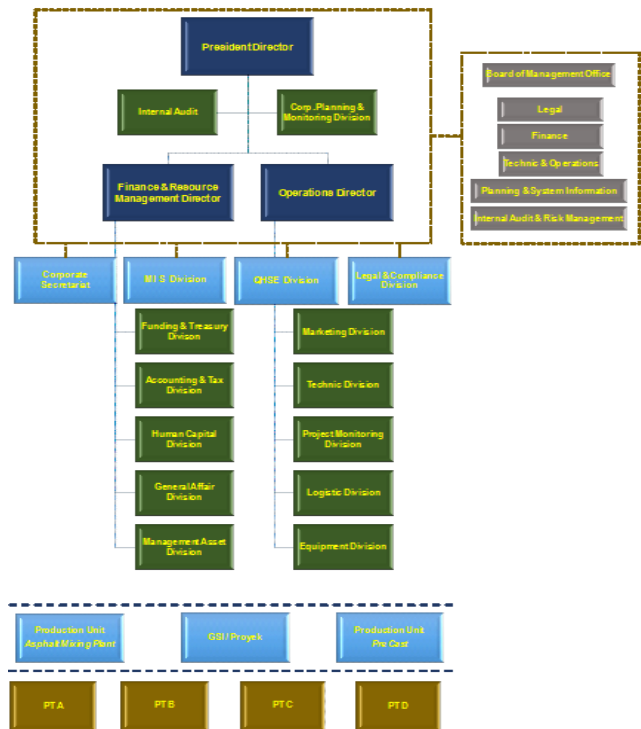 President Director
Internal Audit
Corp. Planning &
Monitoring Division
Finance & Resource
Management Director
Operations Director
Board of Management Office
Legal
Finance
Technic & Operations
Planning & System Information
Internal Audit & Risk Management
Corporate
Secretariat
MIS Division
QHSE Division
Legal & Compliance
Division
Funding & Treasury
Divison
Marketing Division
Accounting & Tax
Division
Technic Division
Human Capital
Division
Project Monitoring
Division
General Affair
Division
Logistic Division
Management Asset
Division
Equipment Division
Production Unit
Asphalt Mixing Plant
GSI / Proyek
Production Unit
Pre Cast
PT A
PT B
PT C
PT D